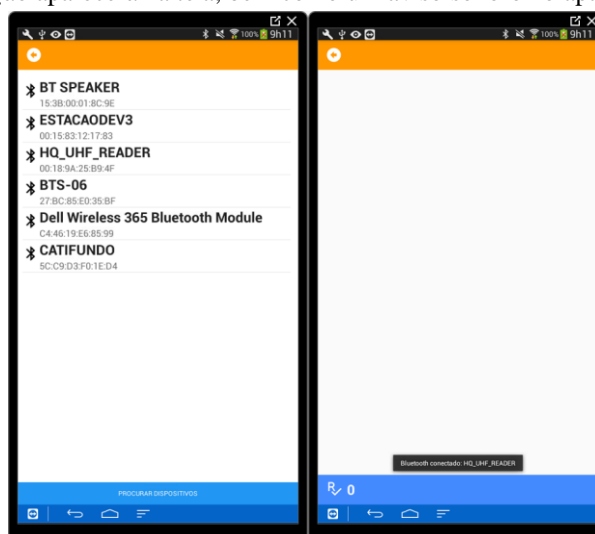 100% 9h11
BT SPEAKER
15:3B:00:01:8C:9E
ESTACAODEV3
00:15:83:12:17:83
HQ_UHF_READER
00:18:9A:25:B9:4F
BTS-06
27:BC:85:E0:35:BF
Dell Wireless 365 Bluetooth Module
C4:46:19:E6:85:99
CATIFUNDO
5C:C9:D3:F0:1E:D4
PROCURAR DISPOSITIVOS
100% 9h11
Bluetooth conectado: HQ_UHF_READER
R 0